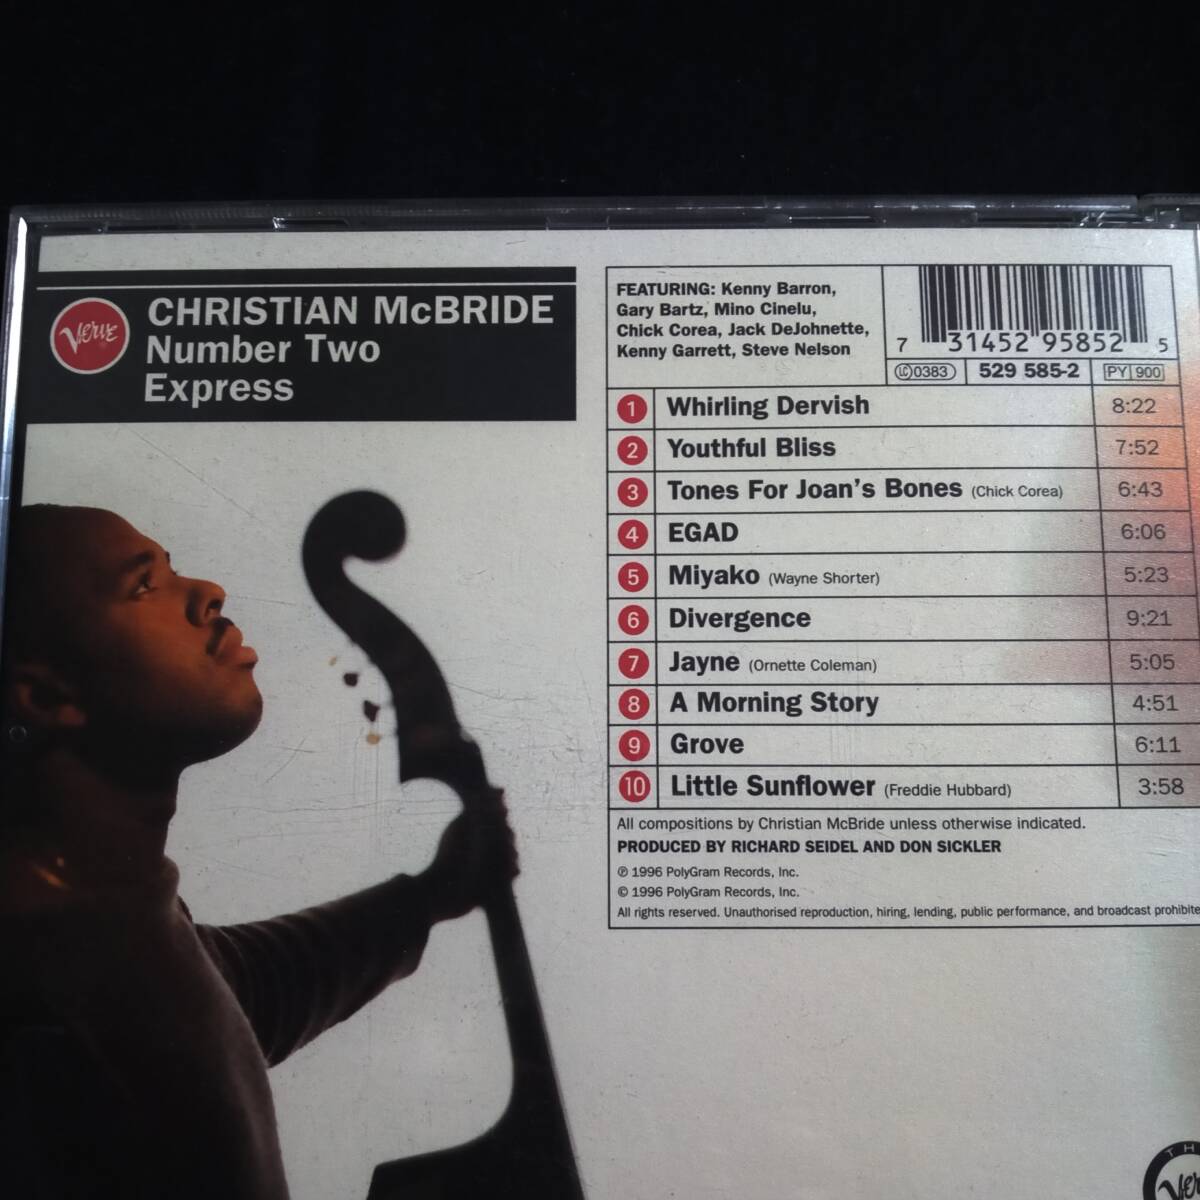 Verve
CHRISTIAN McBRIDE
Number Two
Express
FEATURING: Kenny Barron,
Gary Bartz, Mino Cinelu,
Chick Corea, Jack DeJohnette,
Kenny Garrett, Steve Nelson
7 31452 95852 5
LC 0383 529 585-2 PY 900
1 Whirling Dervish 8:22
2 Youthful Bliss 7:52
3 Tones For Joan's Bones (Chick Corea) 6:43
4 EGAD 6:06
5 Miyako (Wayne Shorter) 5:23
6 Divergence 9:21
7 Jayne (Ornette Coleman) 5:05
8 A Morning Story 4:51
9 Grove 6:11
10 Little Sunflower (Freddie Hubbard) 3:58
All compositions by Christian McBride unless otherwise indicated.
PRODUCED BY RICHARD SEIDEL AND DON SICKLER
℗ 1996 PolyGram Records, Inc.
© 1996 PolyGram Records, Inc.
All rights reserved. Unauthorised reproduction, hiring, lending, public performance, and broadcast prohibite
TH
Ver